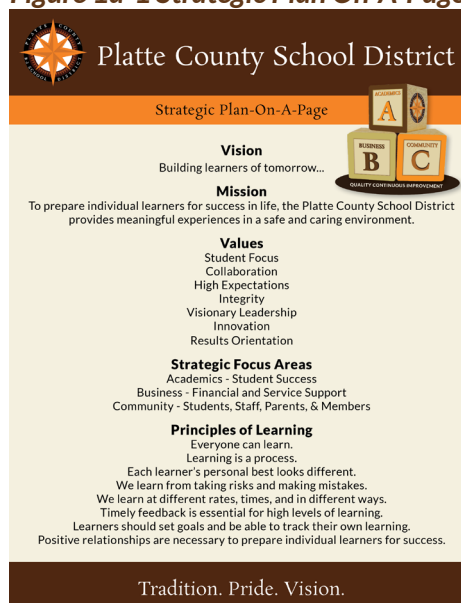 Figure 1a-1 Strategic Plan On-A-Page
Platte County School District
Strategic Plan-On-A-Page
ACADEMICS
A
BUSINESS
B
COMMUNITY
C
QUALITY CONTINUOUS IMPROVEMENT
Vision
Building learners of tomorrow...
Mission
To prepare individual learners for success in life, the Platte County School District
provides meaningful experiences in a safe and caring environment.
Values
Student Focus
Collaboration
High Expectations
Integrity
Visionary Leadership
Innovation
Results Orientation
Strategic Focus Areas
Academics - Student Success
Business - Financial and Service Support
Community - Students, Staff, Parents, & Members
Principles of Learning
Everyone can learn.
Learning is a process.
Each learner's personal best looks different.
We learn from taking risks and making mistakes.
We learn at different rates, times, and in different ways.
Timely feedback is essential for high levels of learning.
Learners should set goals and be able to track their own learning.
Positive relationships are necessary to prepare individual learners for success.
Tradition. Pride. Vision.